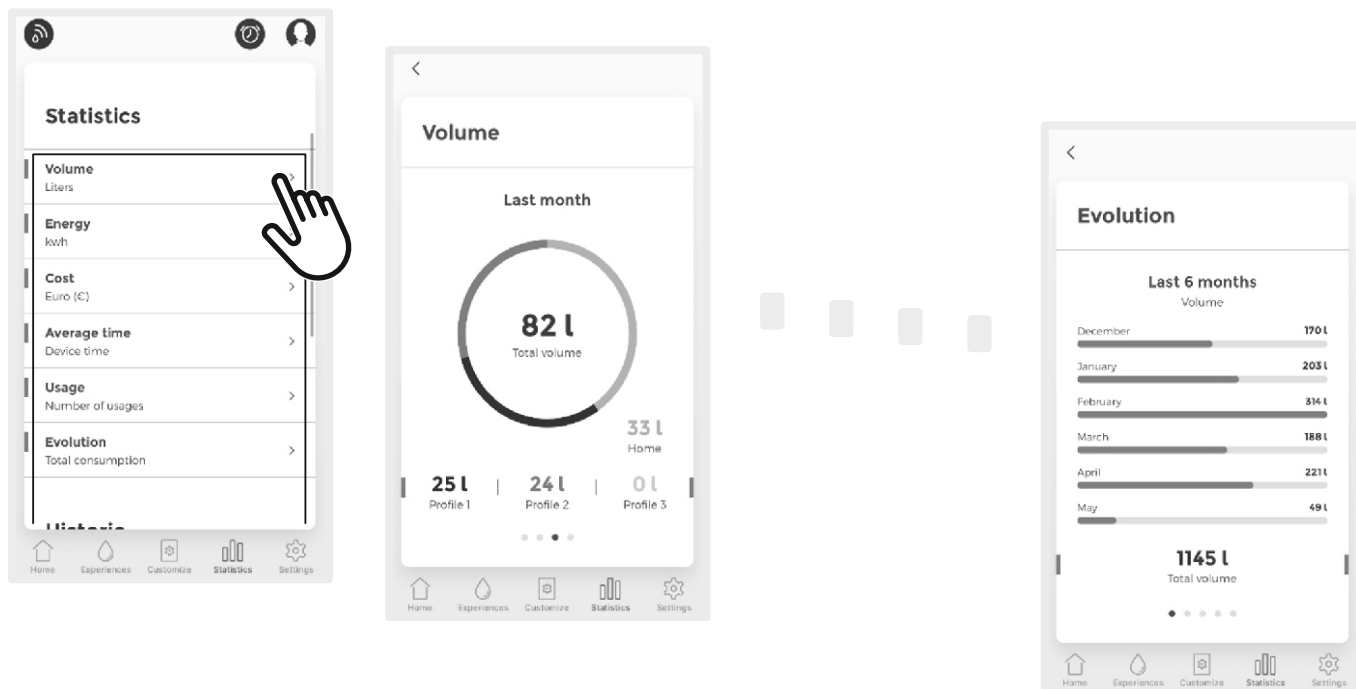 Statistics
Volume
Liters
Energy
kwh
Cost
Euro (€)
Average time
Device time
Usage
Number of usages
Evolution
Total consumption
Historic
Home Experiences Customize Statistics Settings
Volume
Last month
82 l
Total volume
33 l
Home
25 l | 24 l | 0 l
Profile 1 Profile 2 Profile 3
Home Experiences Customize Statistics Settings
Evolution
Last 6 months
Volume
December 170 l
January 203 l
February 314 l
March 188 l
April 221 l
May 49 l
1145 l
Total volume
Home Experiences Customize Statistics Settings